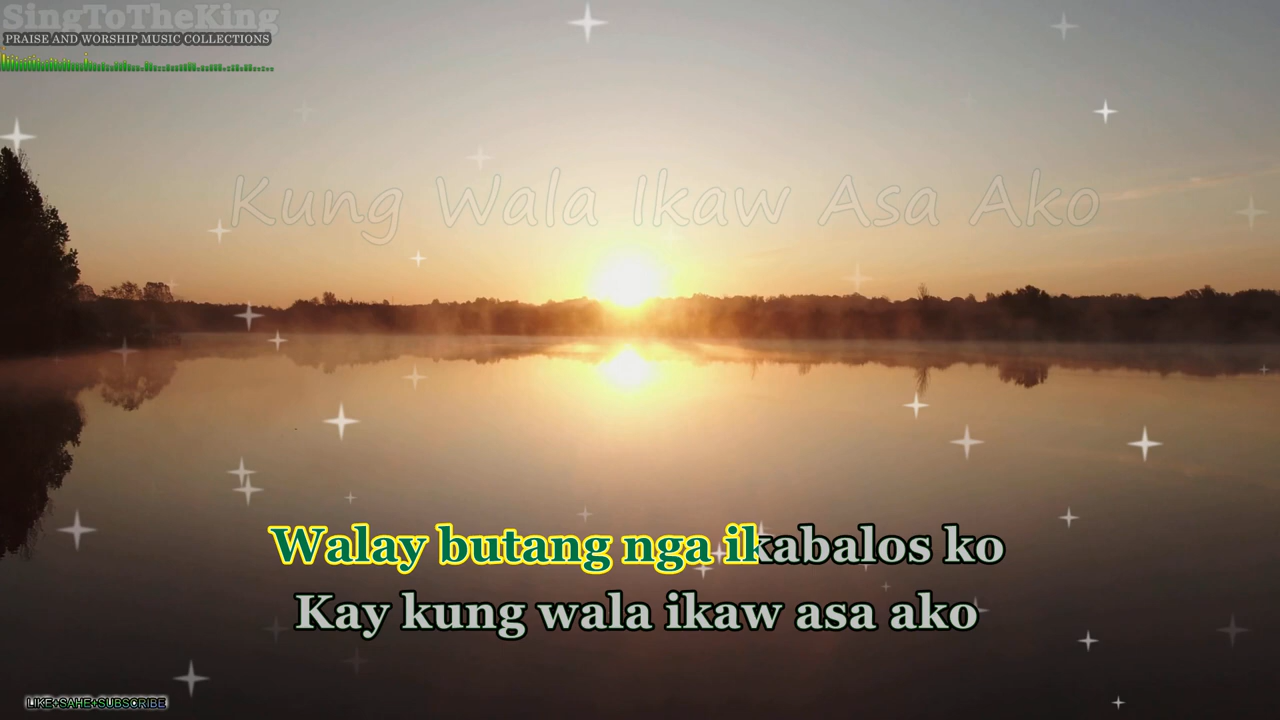 SingToTheKing
PRAISE AND WORSHIP MUSIC COLLECTIONS
Kung Wala Ikaw Asa Ako
Walay butang nga ikabalos ko
Kay kung wala ikaw asa ako
LIKE+SAHE+SUBSCRIBE